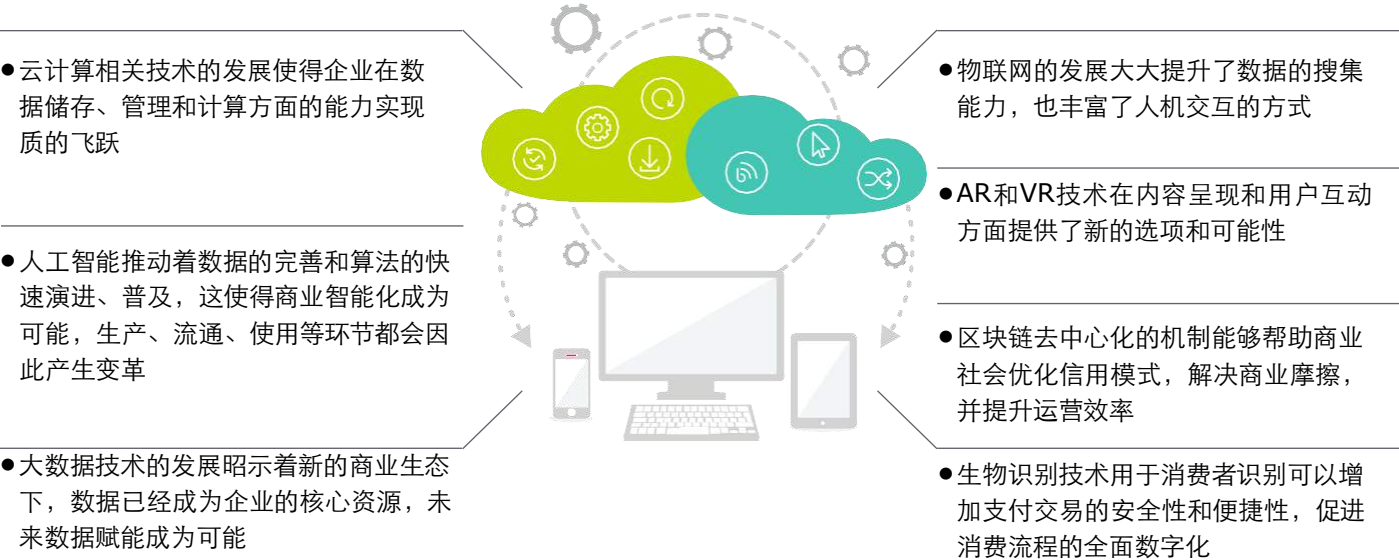 ●云计算相关技术的发展使得企业在数
据储存、管理和计算方面的能力实现
质的飞跃
●人工智能推动着数据的完善和算法的快
速演进、普及，这使得商业智能化成为
可能，生产、流通、使用等环节都会因
此产生变革
●大数据技术的发展昭示着新的商业生态
下，数据已经成为企业的核心资源，未
来数据赋能成为可能
●物联网的发展大大提升了数据的搜集
能力，也丰富了人机交互的方式
●AR和VR技术在内容呈现和用户互动
方面提供了新的选项和可能性
●区块链去中心化的机制能够帮助商业
社会优化信用模式，解决商业摩擦，
并提升运营效率
●生物识别技术用于消费者识别可以增
加支付交易的安全性和便捷性，促进
消费流程的全面数字化